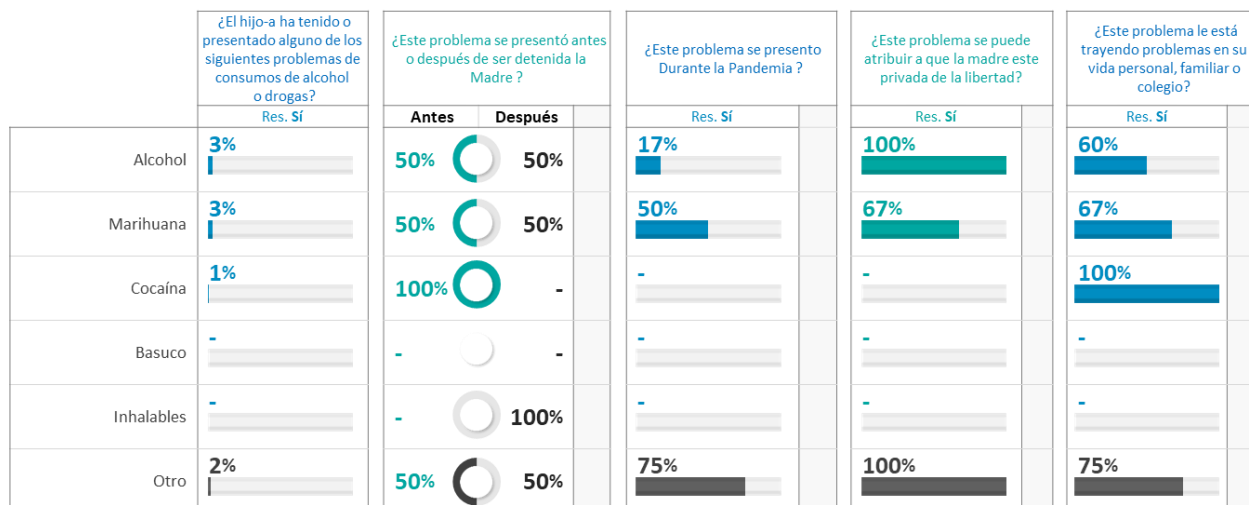 ¿El hijo-a ha tenido o
presentado alguno de los
siguientes problemas de
consumos de alcohol
o drogas?
¿Este problema se presentó antes
o después de ser detenida la
Madre ?
¿Este problema se presento
Durante la Pandemia ?
¿Este problema se puede
atribuir a que la madre este
privada de la libertad?
¿Este problema le está
trayendo problemas en su
vida personal, familiar o
colegio?
Res. Sí
Antes Después
Res. Sí
Res. Sí
Res. Sí
Alcohol 3% 50% 50% 17% 100% 60%
Marihuana 3% 50% 50% 50% 67% 67%
Cocaína 1% 100% - - - 100%
Basuco - - - - - -
Inhalables - - 100% - - -
Otro 2% 50% 50% 75% 100% 75%